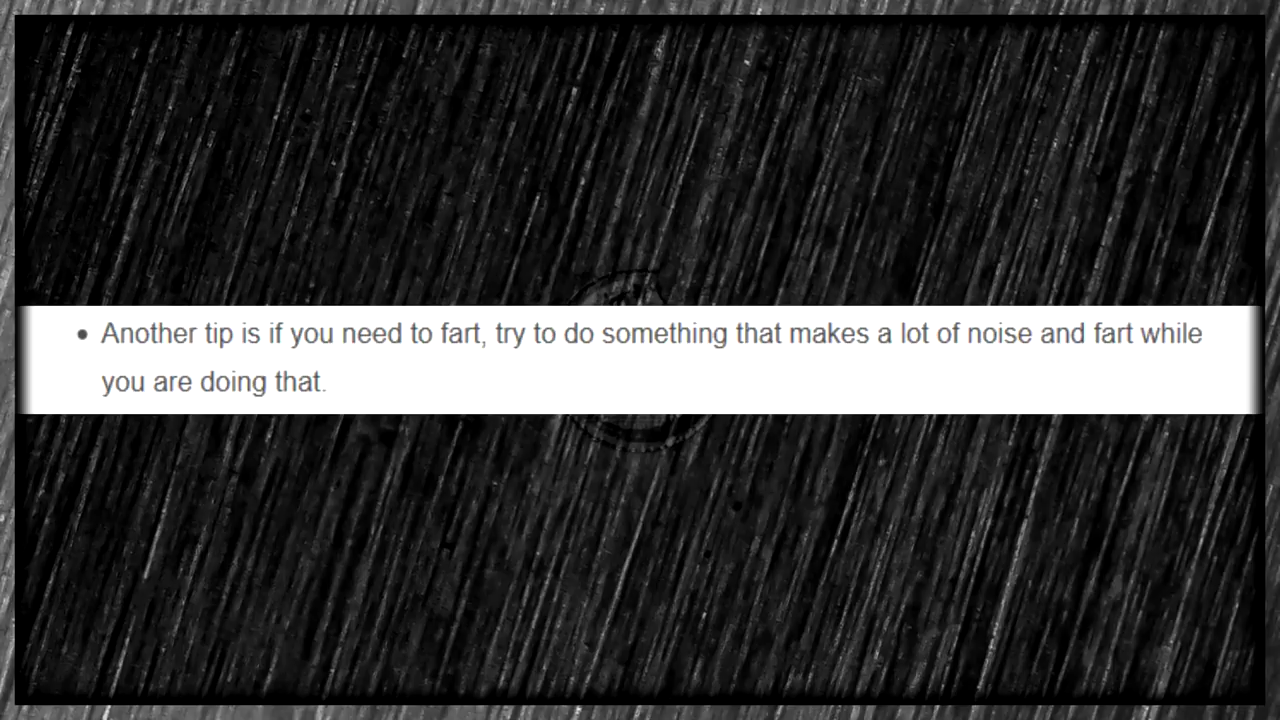 • Another tip is if you need to fart, try to do something that makes a lot of noise and fart while
you are doing that.